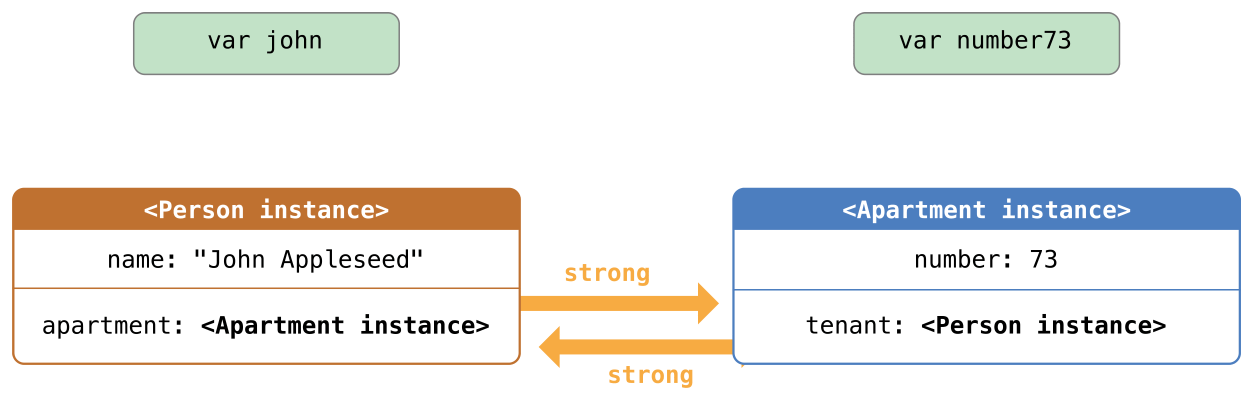 var john
var number73
<Person instance>
name: "John Appleseed"
apartment: <Apartment instance>
strong
strong
<Apartment instance>
number: 73
tenant: <Person instance>